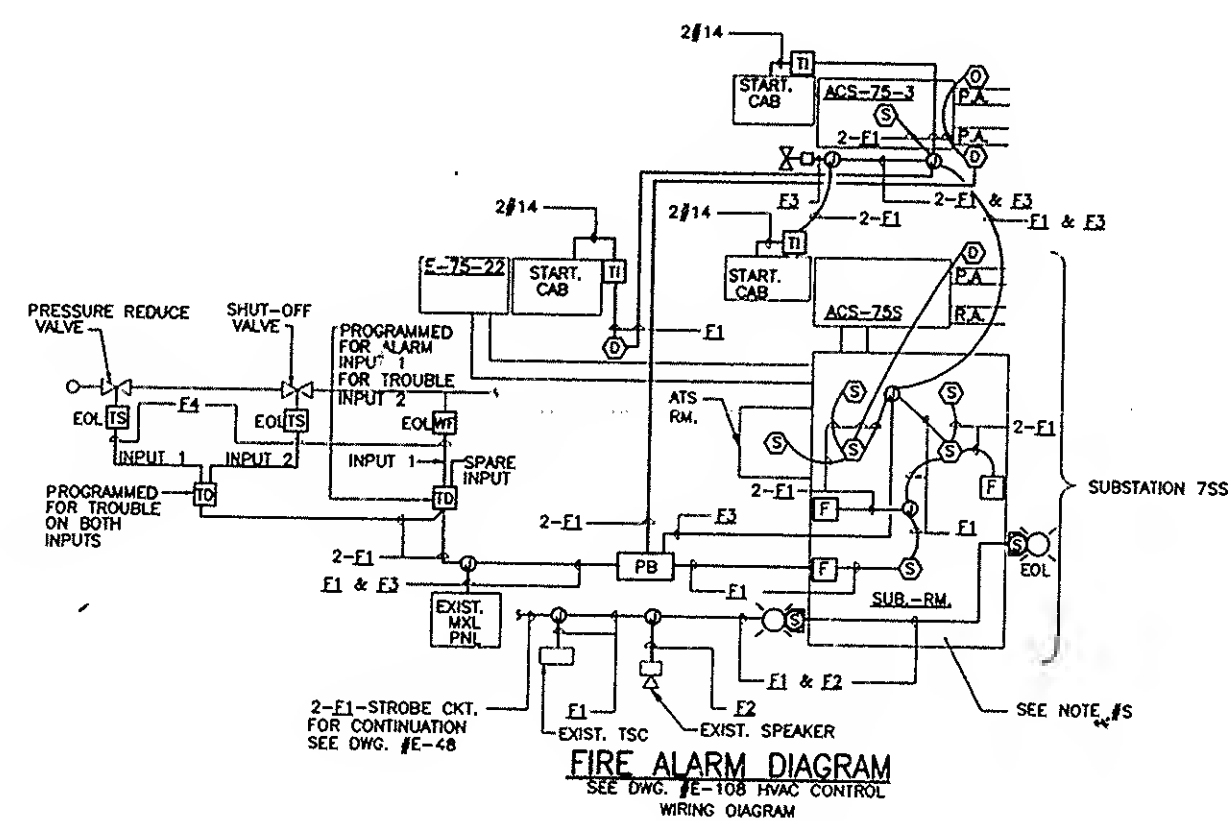 2#14
TI
START.
CAB
ACS-75-3
D
P.A.
S
2-F1
P.A.
D
J
J
F3
2-F1 & F3
2#14
2#14
2-F1
F1 & F3
TI
E-75-22
START.
CAB
TI
START.
CAB
D
P.A.
ACS-75S
R.A.
F1
D
PRESSURE REDUCE
VALVE
SHUT-OFF
VALVE
PROGRAMMED
FOR ALARM
INPUT 1
FOR TROUBLE
INPUT 2
EOL TS
F4
EOL TS
EOL WF
ATS
RM.
S
S
J
S
S
S
2-F1
INPUT 1
INPUT 2
INPUT 1
SPARE
INPUT
TD
TD
PROGRAMMED
FOR TROUBLE
ON BOTH
INPUTS
2-F1
F
F
J
SUBSTATION 7SS
2-F1
F3
F1
2-F1
J
PB
F
S
S
EOL
F1 & F3
F1
SUB.-RM.
EXIST.
MXL
PNL
J
J
S
F1 & F2
2-F1-STROBE CKT.
FOR CONTINUATION
SEE DWG. #E-48
F1
F2
EXIST. TSC
EXIST. SPEAKER
SEE NOTE #S
FIRE ALARM DIAGRAM
SEE DWG. #E-108 HVAC CONTROL
WIRING DIAGRAM